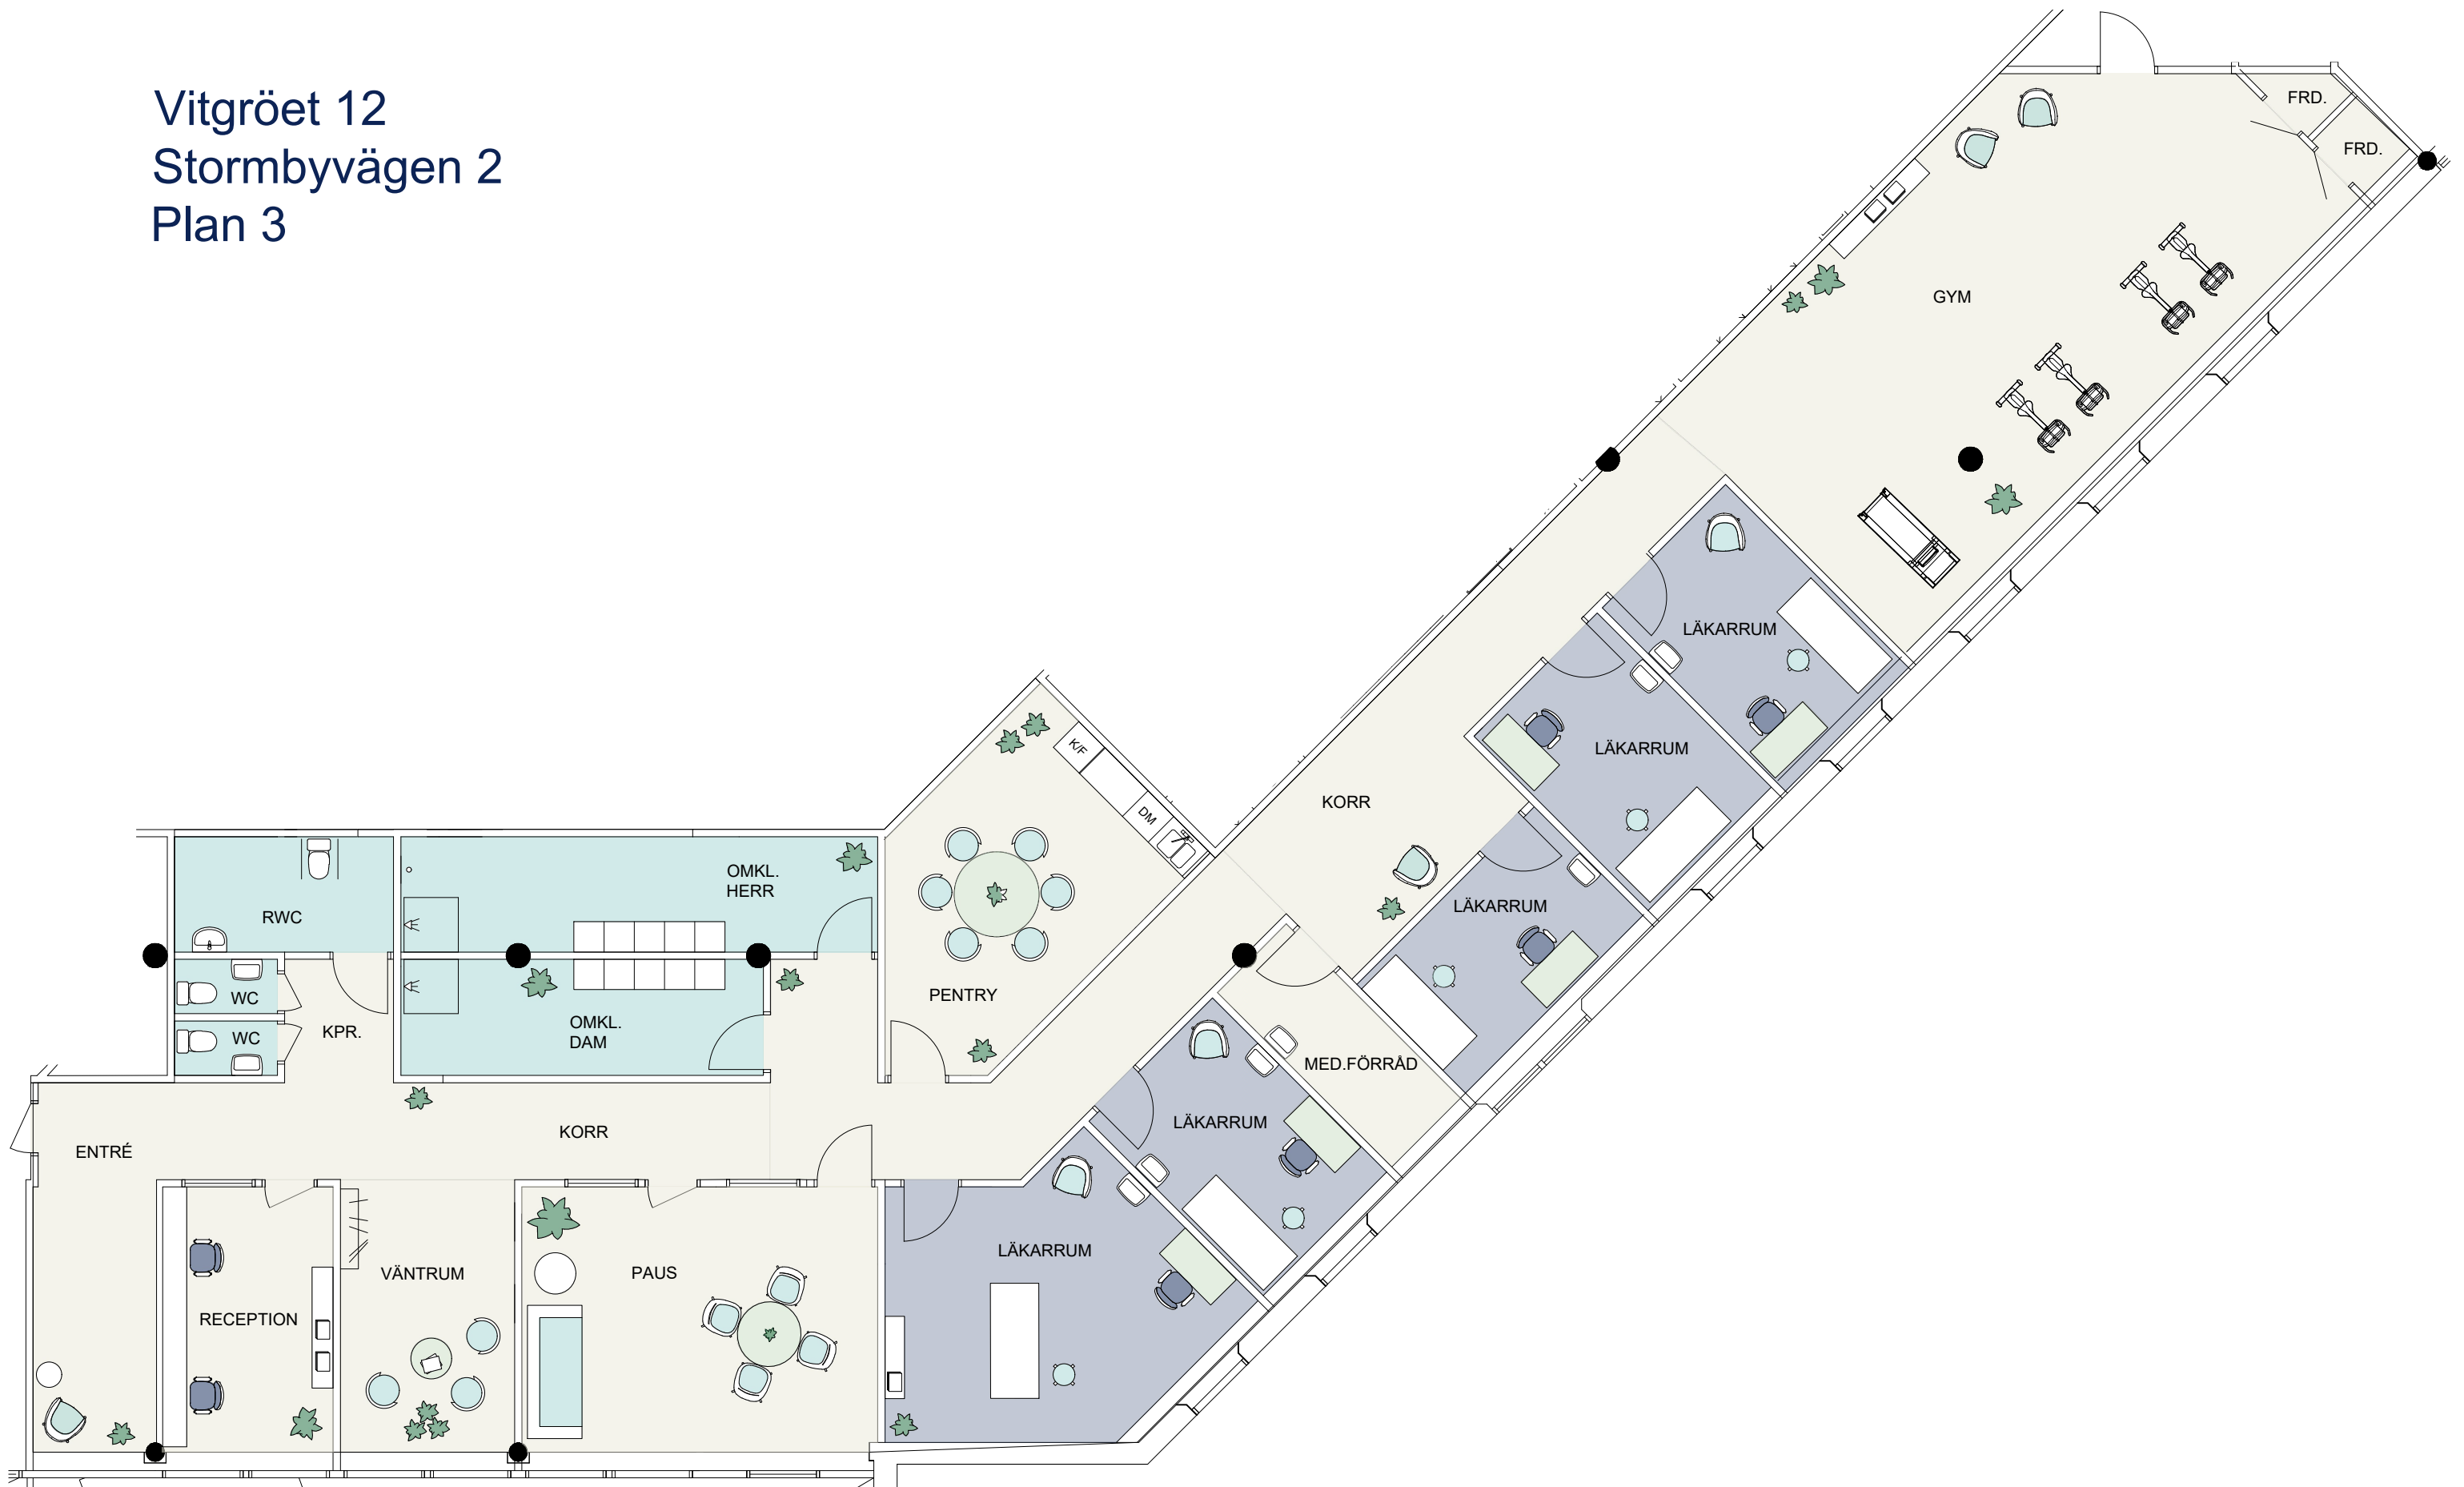 Vitgröet 12
Stormbyvägen 2
Plan 3
FRD.
FRD.
GYM
LÄKARRUM
LÄKARRUM
K/F
DM
KORR
OMKL.
HERR
LÄKARRUM
RWC
PENTRY
WC
OMKL.
DAM
KPR.
WC
MED.FÖRRÅD
LÄKARRUM
KORR
ENTRÉ
LÄKARRUM
VÄNTRUM
PAUS
RECEPTION